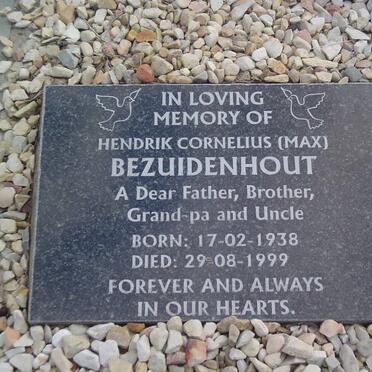 IN LOVING
MEMORY OF
HENDRIK CORNELIUS (MAX)
BEZUIDENHOUT
A Dear Father, Brother,
Grand-pa and Uncle
BORN: 17-02-1938
DIED: 29-08-1999
FOREVER AND ALWAYS
IN OUR HEARTS.